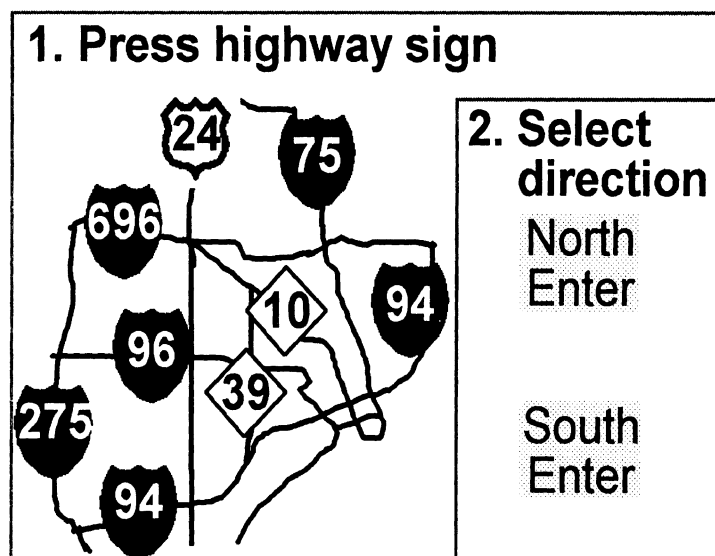 1. Press highway sign
24
75
696
10
94
96
39
275
94
2. Select
direction
North
Enter
South
Enter